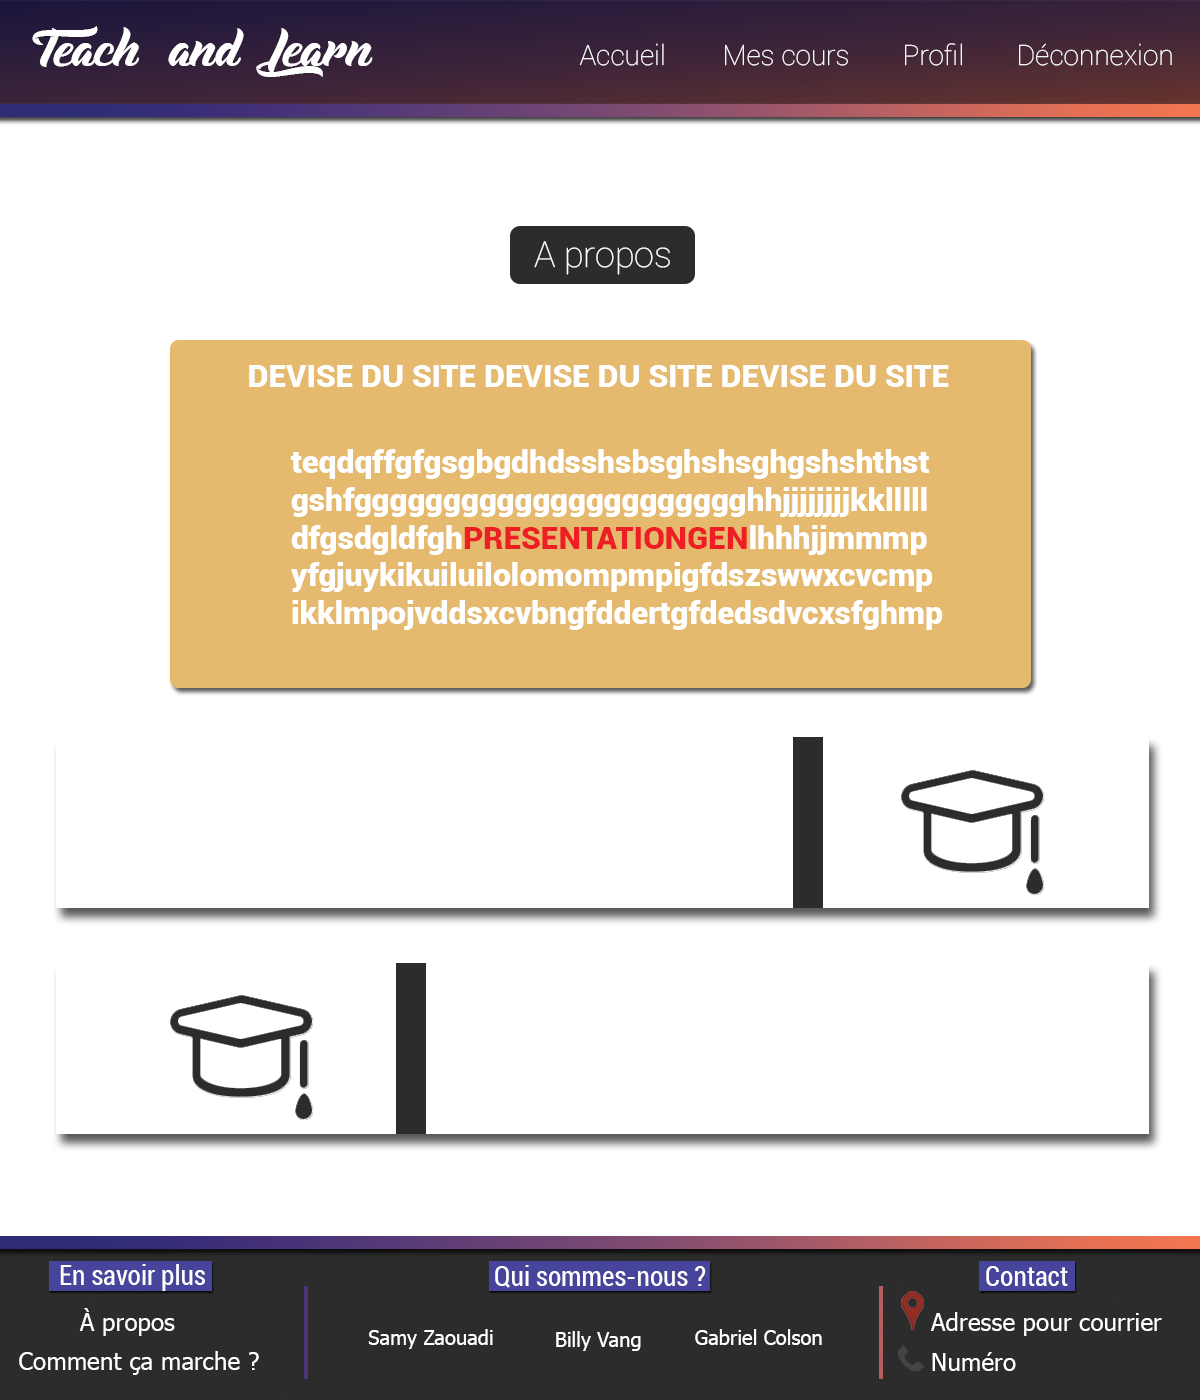 Teach and Learn
Accueil Mes cours Profil Déconnexion
A propos
DEVISE DU SITE DEVISE DU SITE DEVISE DU SITE
teqdqffgfgsgbgdhdsshsbsghshsghgshshthst
gshfgggggggggggggggggggghhjjjjjjjjkklllll
dfgsdgldfghPRESENTATIONGENlhhhjjmmmp
yfgjuykikuiluilolomompmpigfdszswwxcvcmp
ikklmpojvddsxcvbngfddertgfdedsdvcxsfghmp
En savoir plus
À propos
Comment ça marche ?
Qui sommes-nous ?
Samy Zaouadi
Billy Vang
Gabriel Colson
Contact
Adresse pour courrier
Numéro